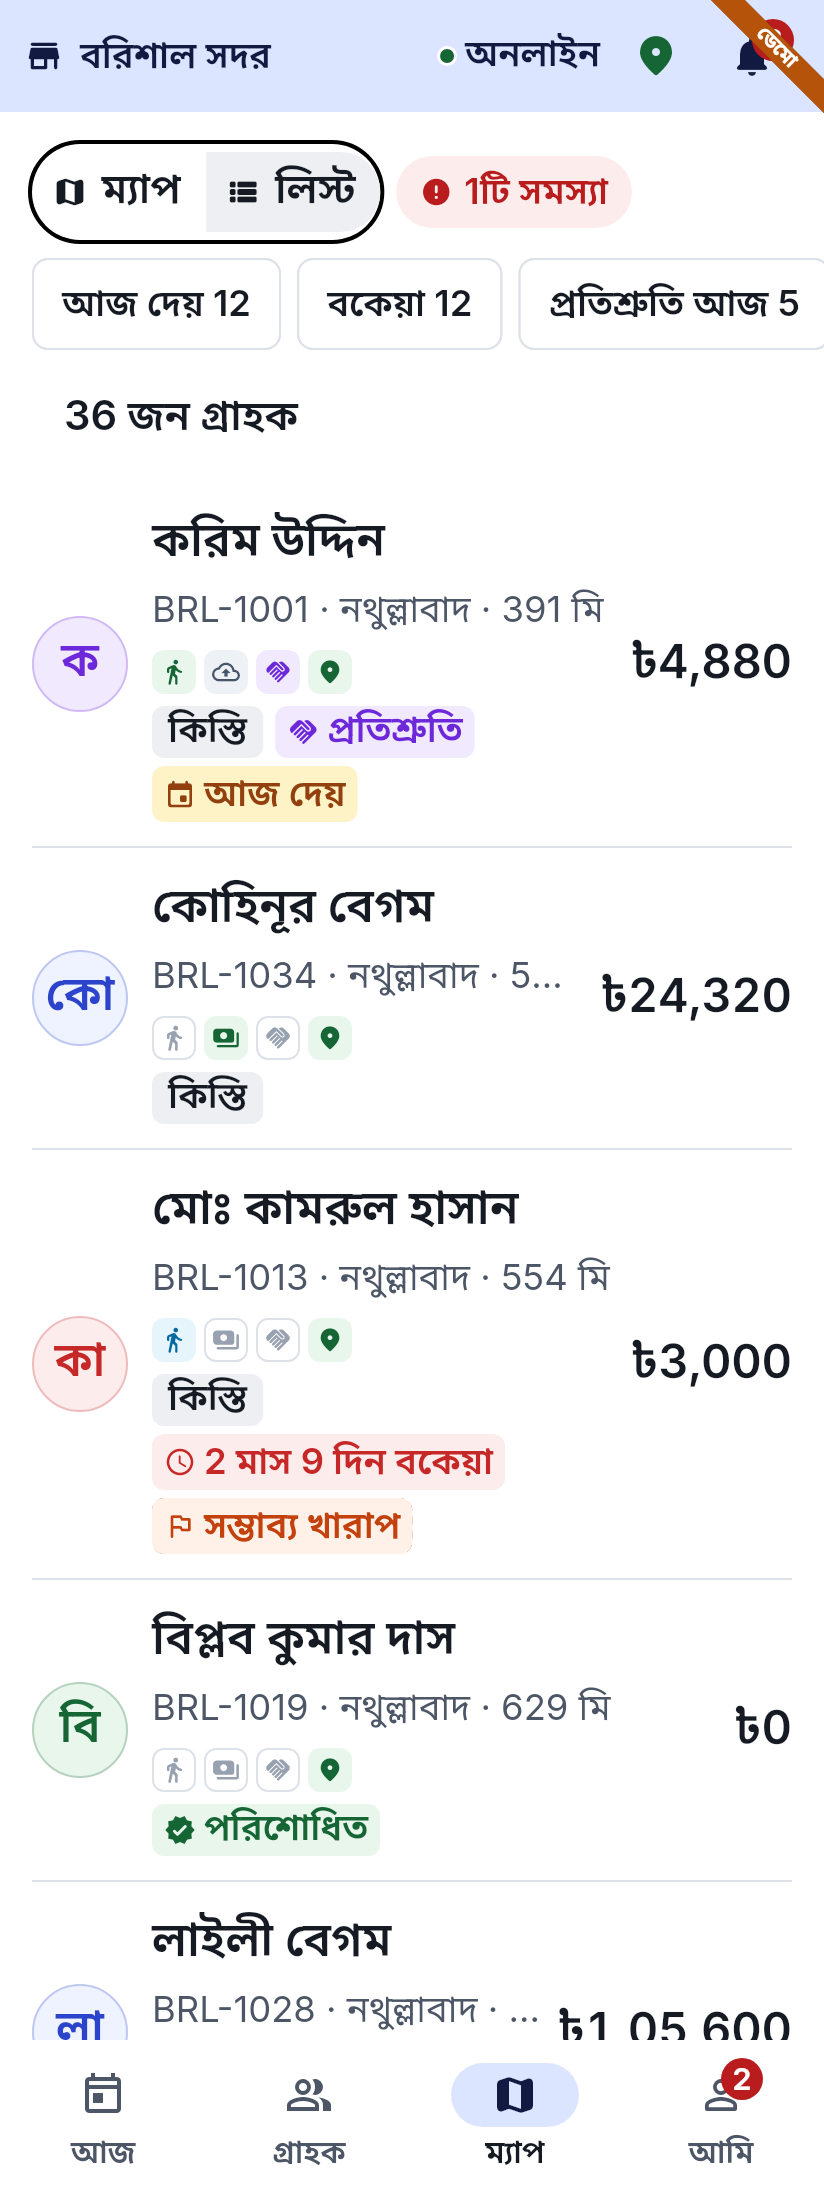 বরিশাল সদর
অনলাইন
ডেমো
ম্যাপ
লিস্ট
1টি সমস্যা
আজ দেয় 12
বকেয়া 12
প্রতিশ্রুতি আজ 5
36 জন গ্রাহক
করিম উদ্দিন
BRL-1001 · নথুল্লাবাদ · 391 মি
ক
৳4,880
কিস্তি
প্রতিশ্রুতি
আজ দেয়
কোহিনূর বেগম
BRL-1034 · নথুল্লাবাদ · 5...
কো
৳24,320
কিস্তি
মোঃ কামরুল হাসান
BRL-1013 · নথুল্লাবাদ · 554 মি
কা
৳3,000
কিস্তি
2 মাস 9 দিন বকেয়া
সম্ভাব্য খারাপ
বিপ্লব কুমার দাস
BRL-1019 · নথুল্লাবাদ · 629 মি
বি
৳0
পরিশোধিত
লাইলী বেগম
BRL-1028 · নথুল্লাবাদ · ...
লা
৳1,05,600
2
আজ
গ্রাহক
ম্যাপ
আমি